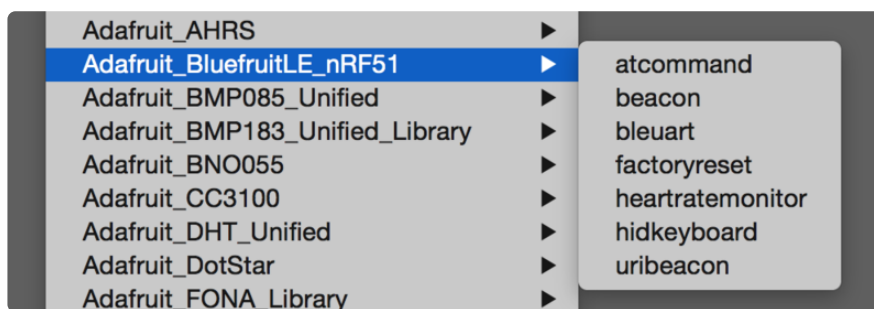 Adafruit_AHRS
Adafruit_BluefruitLE_nRF51
Adafruit_BMP085_Unified
Adafruit_BMP183_Unified_Library
Adafruit_BNO055
Adafruit_CC3100
Adafruit_DHT_Unified
Adafruit_DotStar
Adafruit_FONA_Library
atcommand
beacon
bleuart
factoryreset
heartratemonitor
hidkeyboard
uribeacon